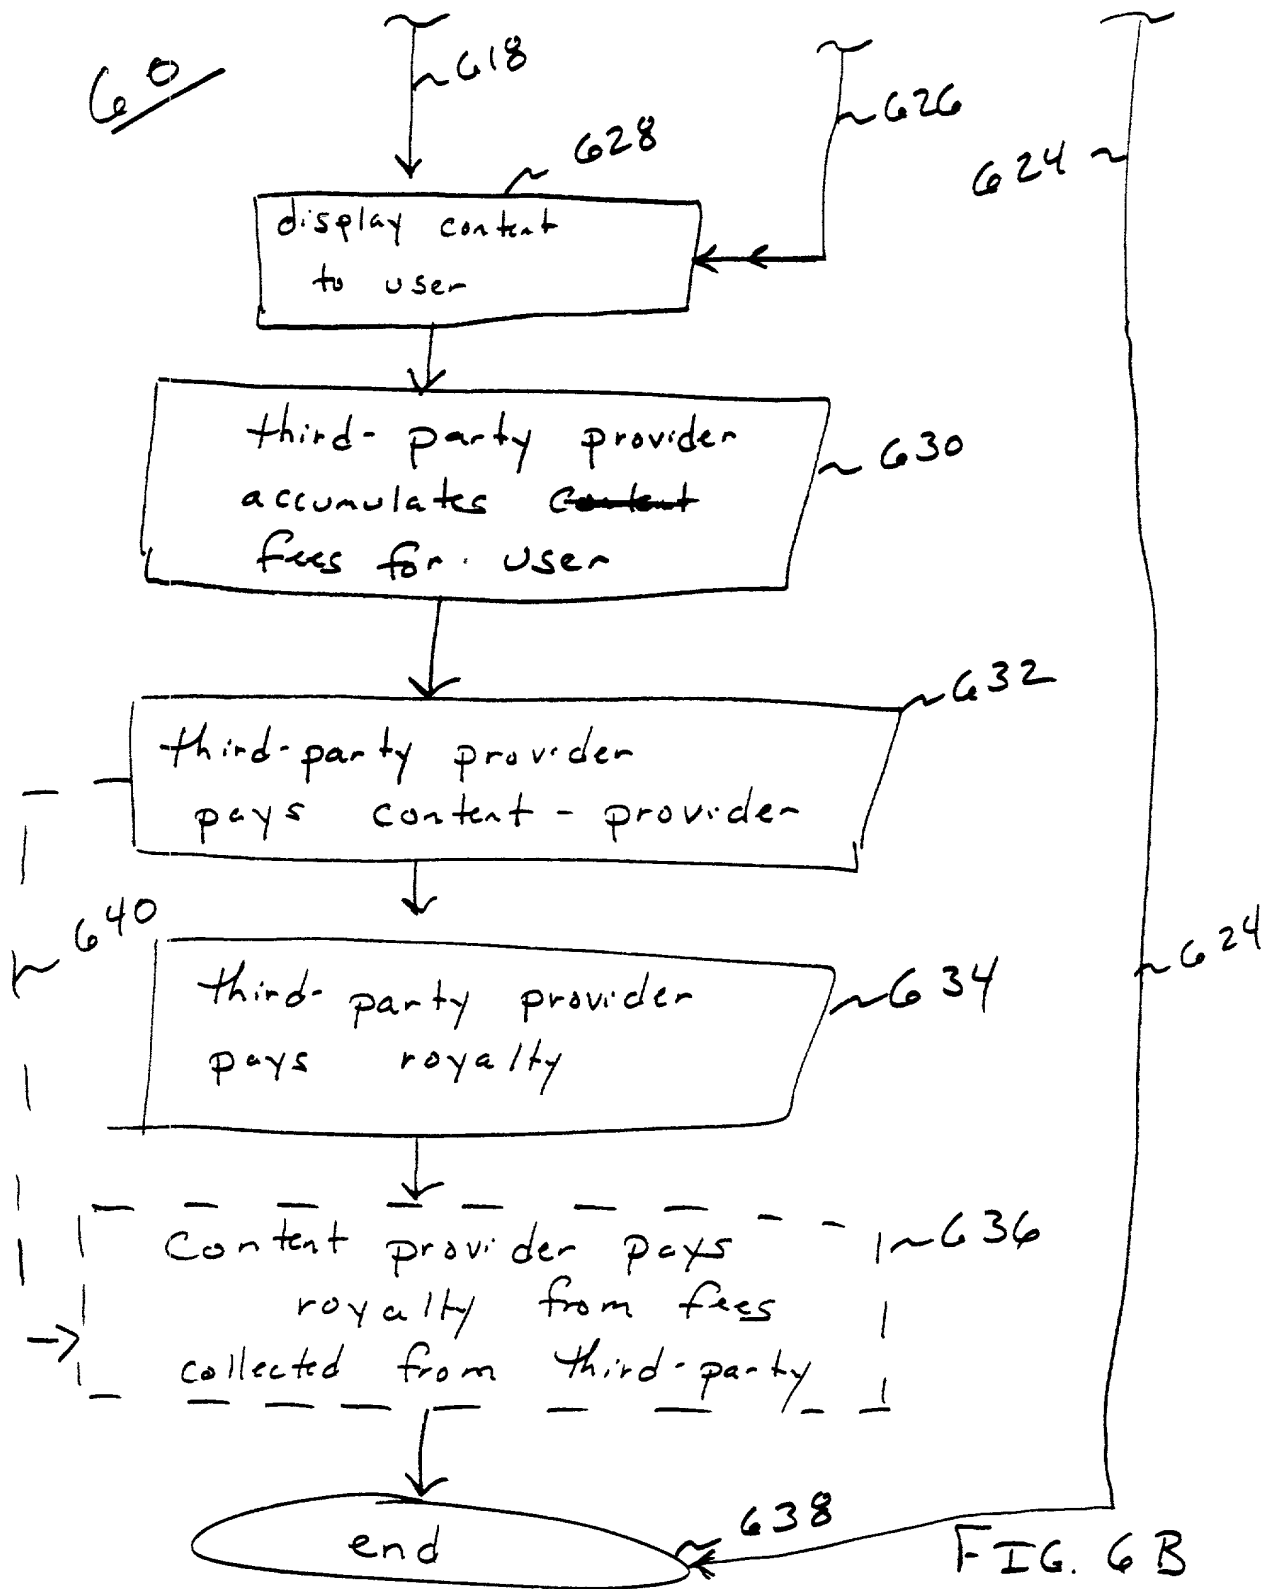 60
618
626
628
624
display content
to user
third-party provider
accumulates content
fees for user
630
632
third-party provider
pays content-provider
640
624
third-party provider
pays royalty
634
636
Content provider pays
royalty from fees
collected from third-party
638
end
FIG. 6B